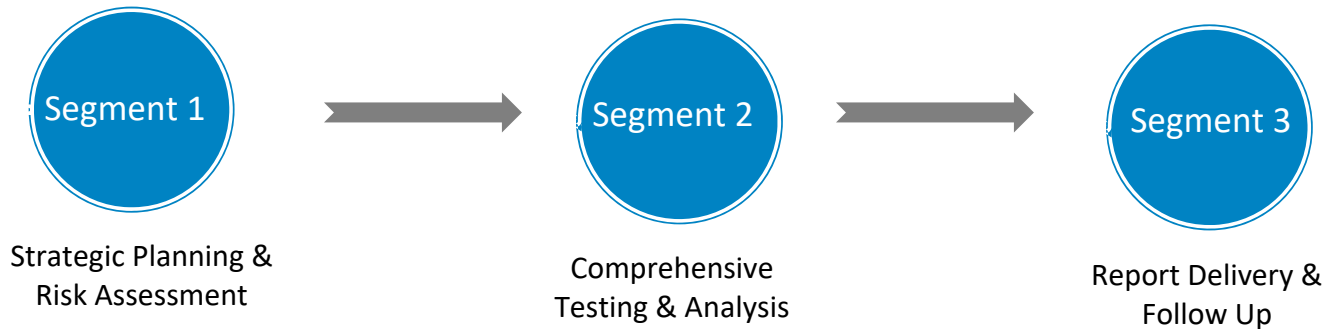 Segment 1
Segment 2
Segment 3
Strategic Planning &
Risk Assessment
Comprehensive
Testing & Analysis
Report Delivery &
Follow Up